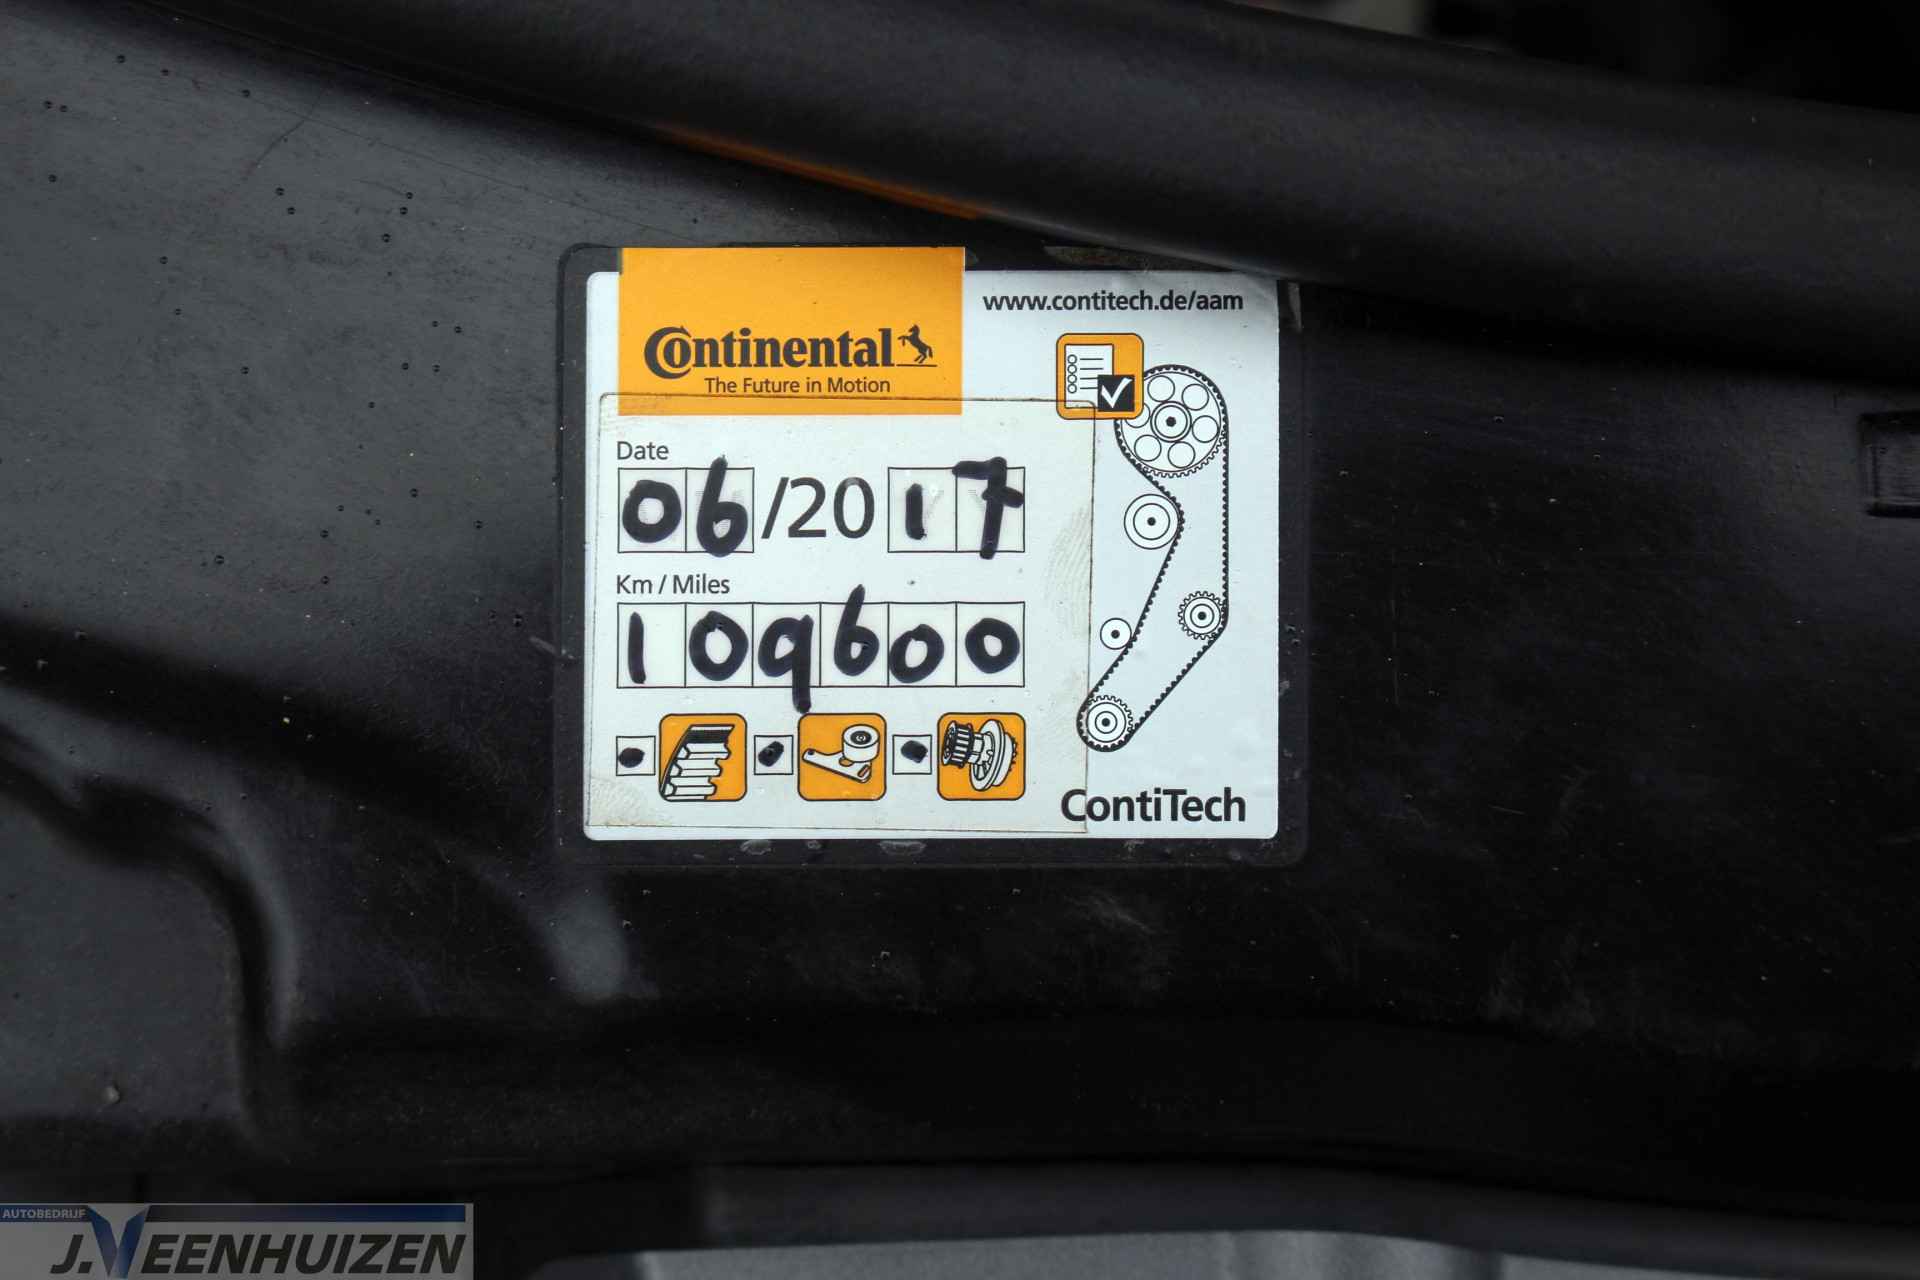 www.contitech.de/aam
Continental
The Future in Motion
Date
06/2017
Km / Miles
109600
ContiTech
AUTOBEDRIJF
J.VEENHUIZEN